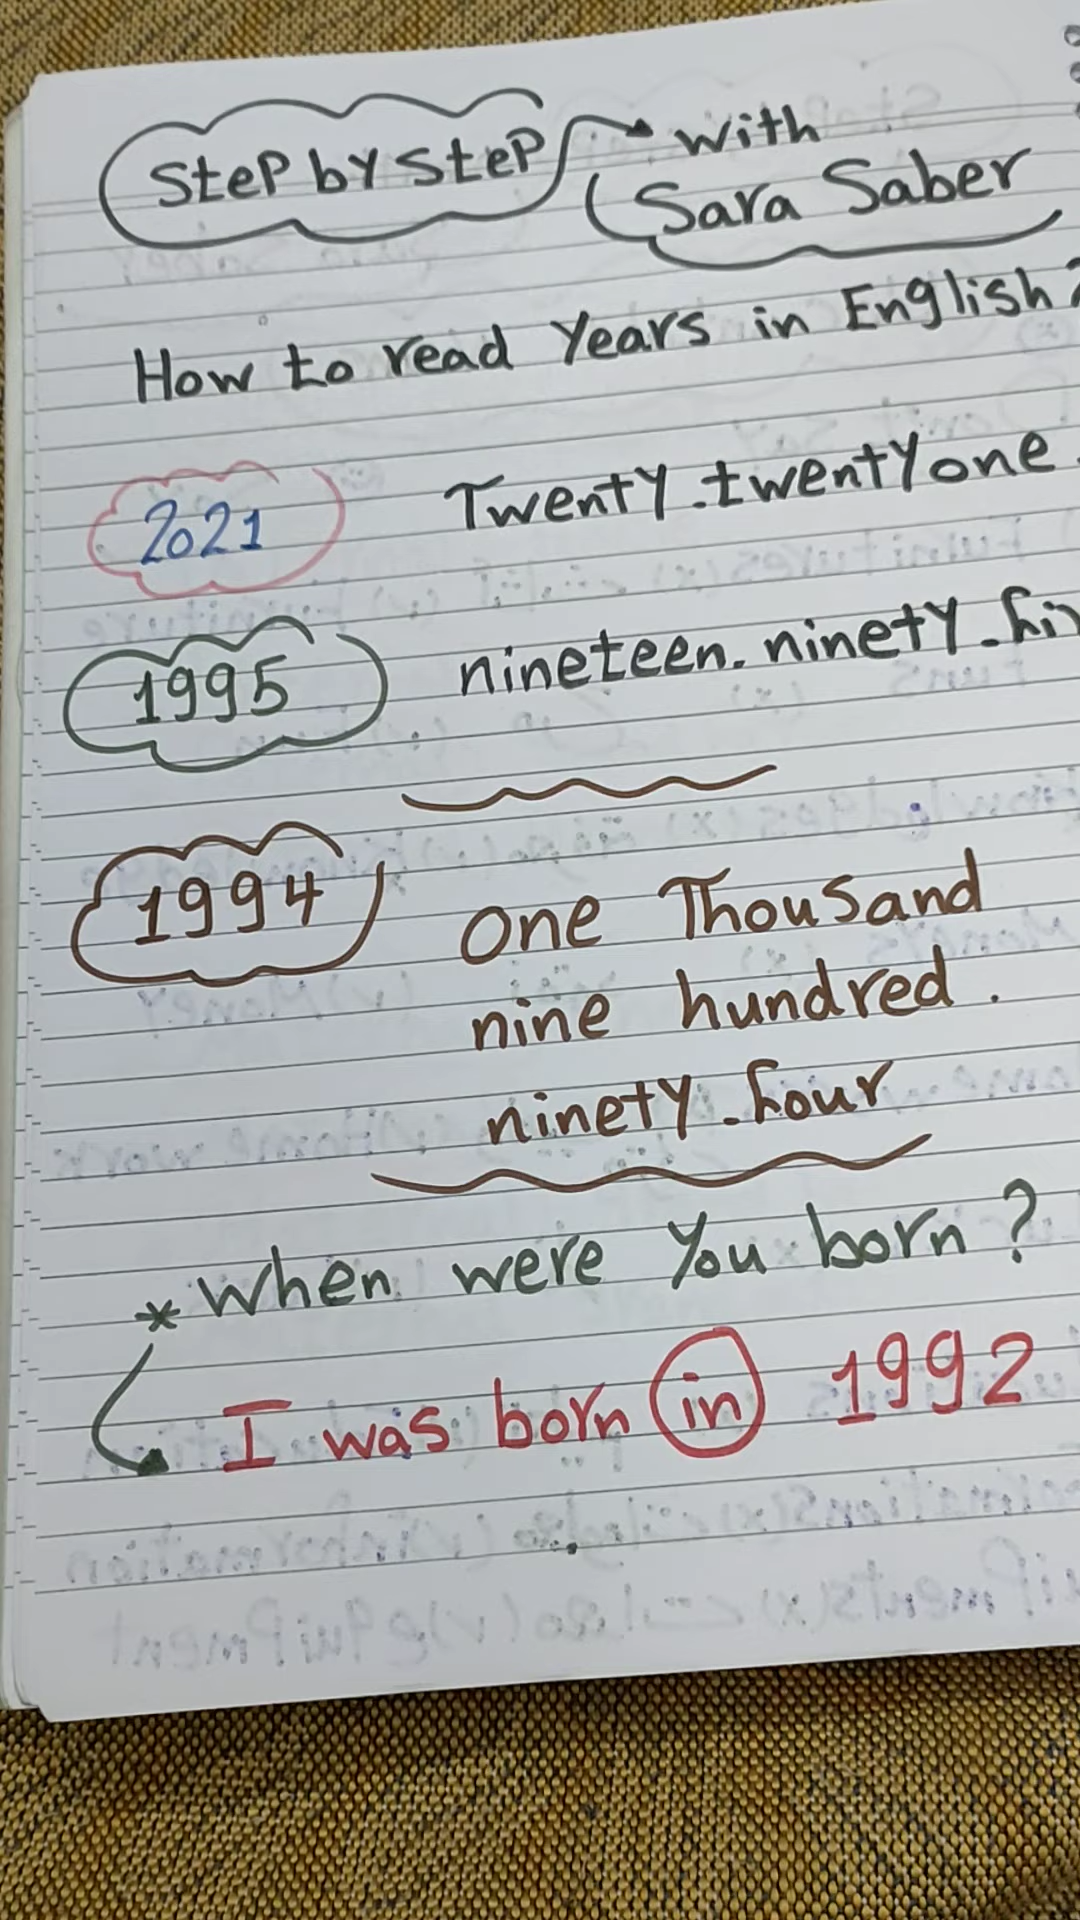 SteP by SteP with
Sara Saber
How to read Years in English?
2021 Twenty-twenty one.
1995 nineteen-ninety-fiv
1994 one Thousand
nine hundred.
ninety-four
* When were You born?
I was born in 1992